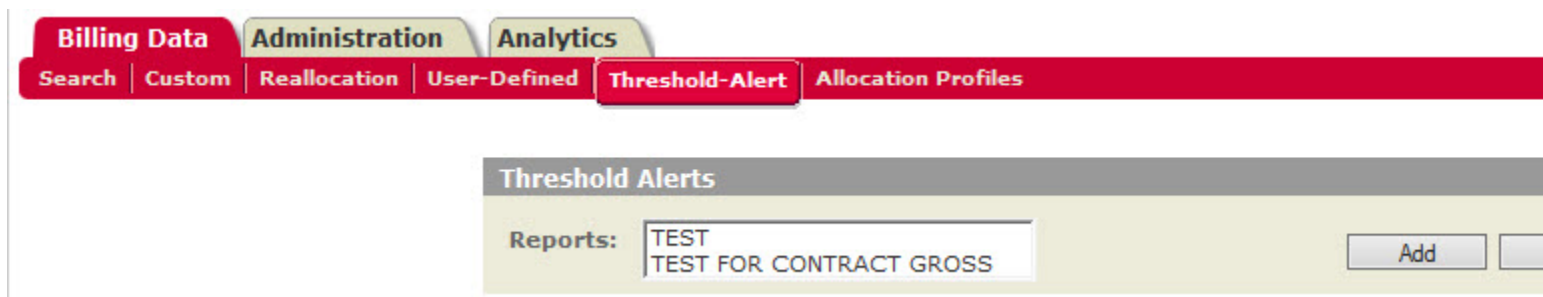 Billing Data Administration Analytics
Search Custom Reallocation User-Defined Threshold-Alert Allocation Profiles
Threshold Alerts
Reports: TEST
TEST FOR CONTRACT GROSS
Add